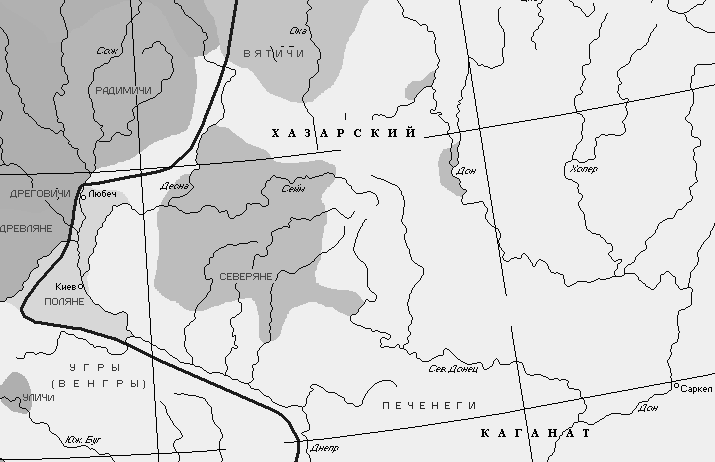 Ока
Сож
ВЯТИЧИ
РАДИМИЧИ
ХАЗАРСКИЙ
Дон
Хопер
Десна
Сейм
ДРЕГОВИЧИ
Любеч
ДРЕВЛЯНЕ
СЕВЕРЯНЕ
Киев
ПОЛЯНЕ
УГРЫ
(ВЕНГРЫ)
Сев. Донец
Саркел
УЛИЧИ
ПЕЧЕНЕГИ
Дон
КАГАНАТ
Юж. Буг
Днепр